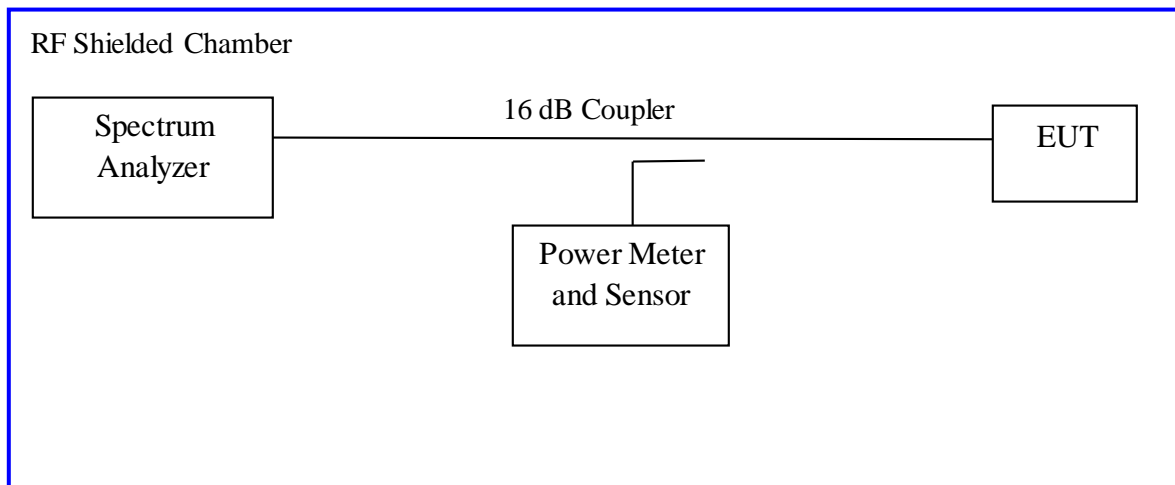 RF Shielded Chamber
16 dB Coupler
Spectrum
Analyzer
EUT
Power Meter
and Sensor